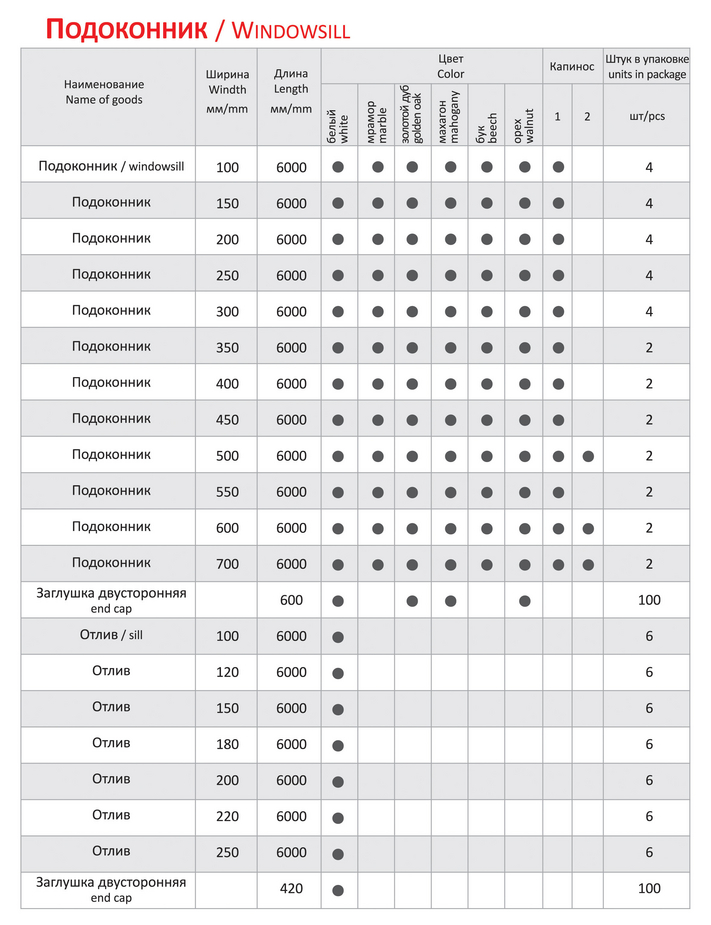 Подоконник / Windowsill
Наименование
Name of goods
Ширина
Windth
мм/mm
Длина
Length
мм/mm
Цвет
Color
белый
white
мрамор
marble
золотой дуб
golden oak
махагон
mahogany
бук
beech
орех
walnut
Капинос
1 2
Штук в упаковке
units in package
шт/pcs
Подоконник / windowsill 100 6000 ● ● ● ● ● ● ● 4
Подоконник 150 6000 ● ● ● ● ● ● ● 4
Подоконник 200 6000 ● ● ● ● ● ● ● 4
Подоконник 250 6000 ● ● ● ● ● ● ● 4
Подоконник 300 6000 ● ● ● ● ● ● ● 4
Подоконник 350 6000 ● ● ● ● ● ● ● 2
Подоконник 400 6000 ● ● ● ● ● ● ● 2
Подоконник 450 6000 ● ● ● ● ● ● ● 2
Подоконник 500 6000 ● ● ● ● ● ● ● ● 2
Подоконник 550 6000 ● ● ● ● ● ● ● 2
Подоконник 600 6000 ● ● ● ● ● ● ● ● 2
Подоконник 700 6000 ● ● ● ● ● ● ● ● 2
Заглушка двусторонняя
end cap 600 ● ● ● ● 100
Отлив / sill 100 6000 ● 6
Отлив 120 6000 ● 6
Отлив 150 6000 ● 6
Отлив 180 6000 ● 6
Отлив 200 6000 ● 6
Отлив 220 6000 ● 6
Отлив 250 6000 ● 6
Заглушка двусторонняя
end cap 420 ● 100